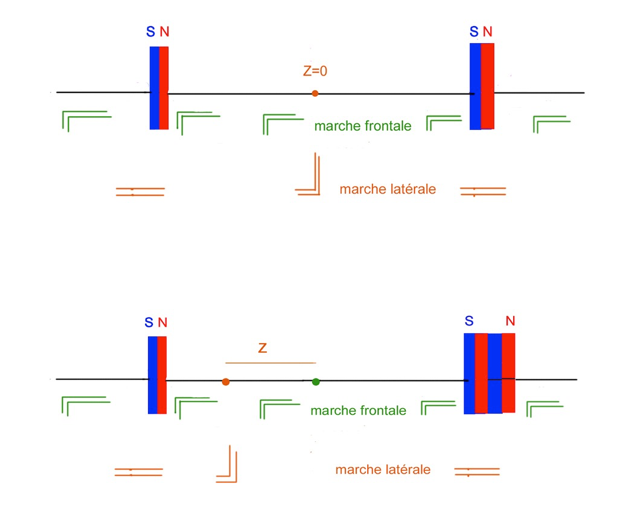 S N
S N
Z=0
marche frontale
marche latérale
S N
S N
Z
marche frontale
marche latérale